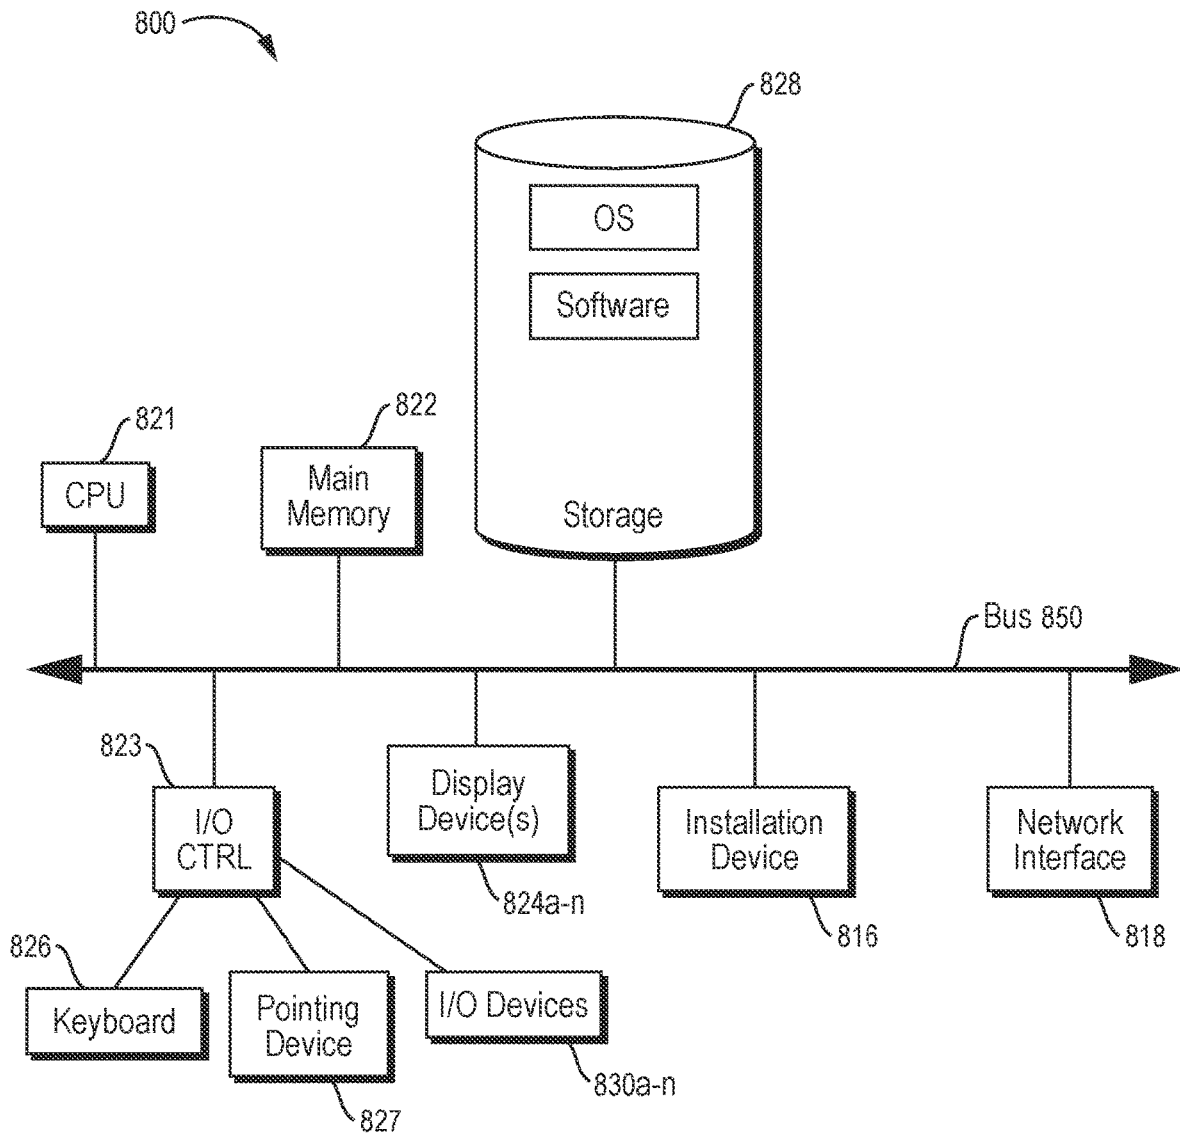 800
828
OS
Software
Storage
821
CPU
822
Main
Memory
Bus 850
823
I/O
CTRL
Display
Device(s)
824a-n
Installation
Device
816
Network
Interface
818
826
Keyboard
Pointing
Device
827
I/O Devices
830a-n